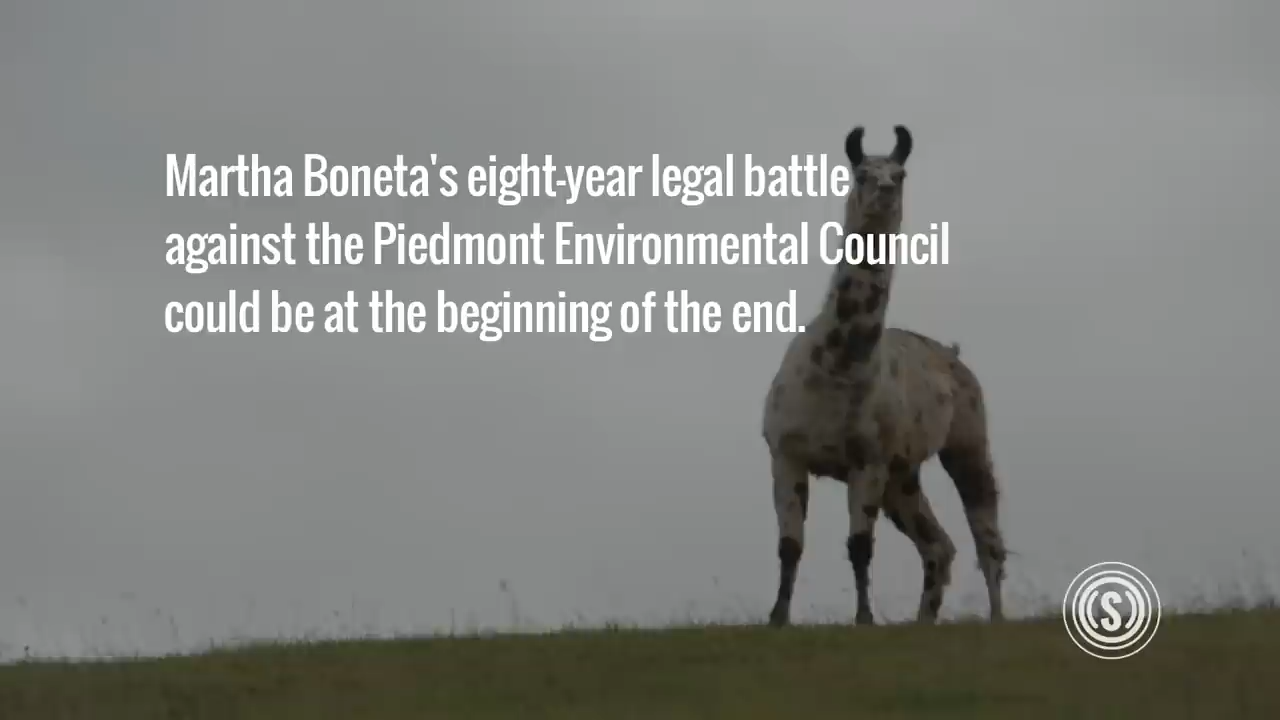 Martha Boneta's eight-year legal battle
against the Piedmont Environmental Council
could be at the beginning of the end.
(S)